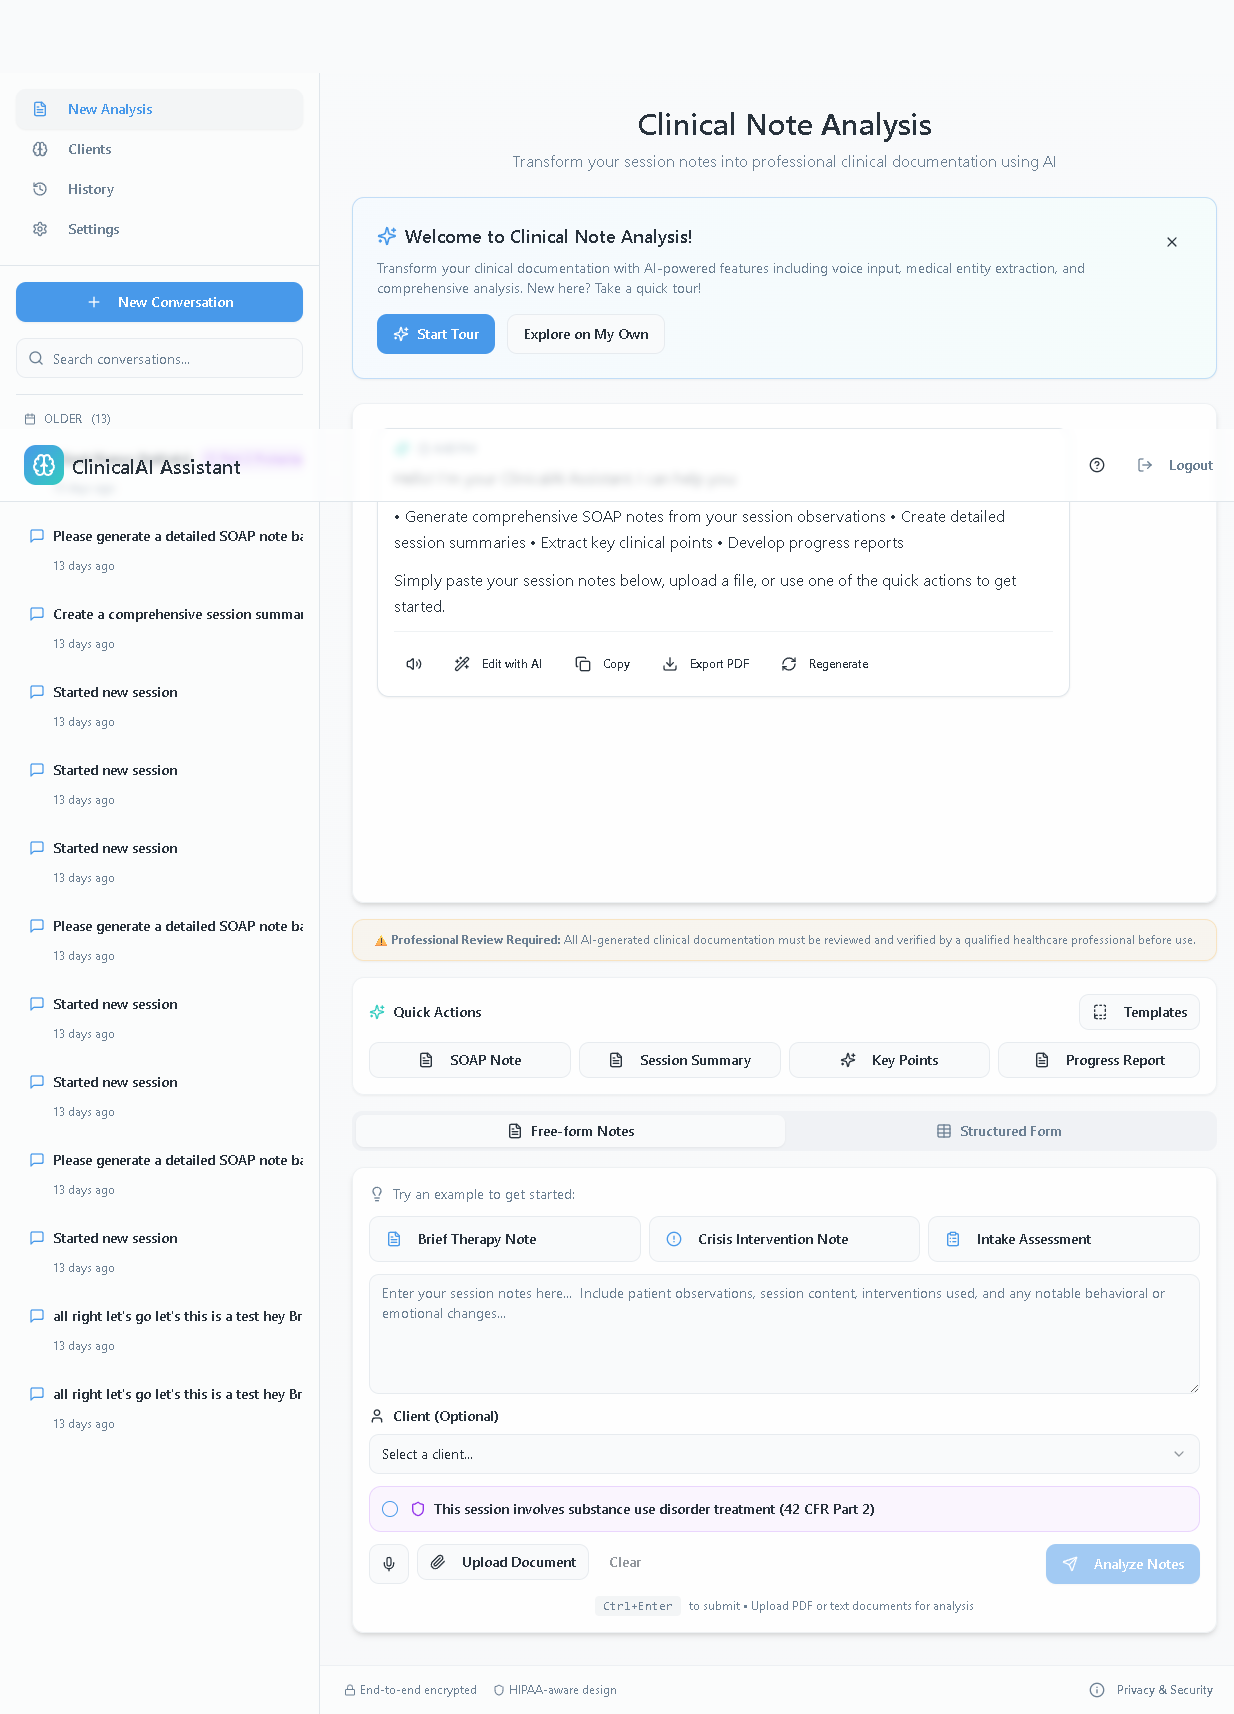 New Analysis
Clients
History
Settings
New Conversation
Search conversations...
OLDER (13)
ClinicalAI Assistant
Logout
Please generate a detailed SOAP note ba
13 days ago
Create a comprehensive session summar
13 days ago
Started new session
13 days ago
Started new session
13 days ago
Started new session
13 days ago
Please generate a detailed SOAP note ba
13 days ago
Started new session
13 days ago
Started new session
13 days ago
Please generate a detailed SOAP note ba
13 days ago
Started new session
13 days ago
all right let's go let's this is a test hey Br
13 days ago
all right let's go let's this is a test hey Br
13 days ago
Clinical Note Analysis
Transform your session notes into professional clinical documentation using AI
Welcome to Clinical Note Analysis!
Transform your clinical documentation with AI-powered features including voice input, medical entity extraction, and
comprehensive analysis. New here? Take a quick tour!
Start Tour
Explore on My Own
• Generate comprehensive SOAP notes from your session observations • Create detailed
session summaries • Extract key clinical points • Develop progress reports
Simply paste your session notes below, upload a file, or use one of the quick actions to get
started.
Edit with AI
Copy
Export PDF
Regenerate
Professional Review Required: All AI-generated clinical documentation must be reviewed and verified by a qualified healthcare professional before use.
Quick Actions
Templates
SOAP Note
Session Summary
Key Points
Progress Report
Free-form Notes
Structured Form
Try an example to get started:
Brief Therapy Note
Crisis Intervention Note
Intake Assessment
Enter your session notes here... Include patient observations, session content, interventions used, and any notable behavioral or
emotional changes...
Client (Optional)
Select a client...
This session involves substance use disorder treatment (42 CFR Part 2)
Upload Document
Clear
Analyze Notes
Ctrl+Enter to submit • Upload PDF or text documents for analysis
End-to-end encrypted
HIPAA-aware design
Privacy & Security